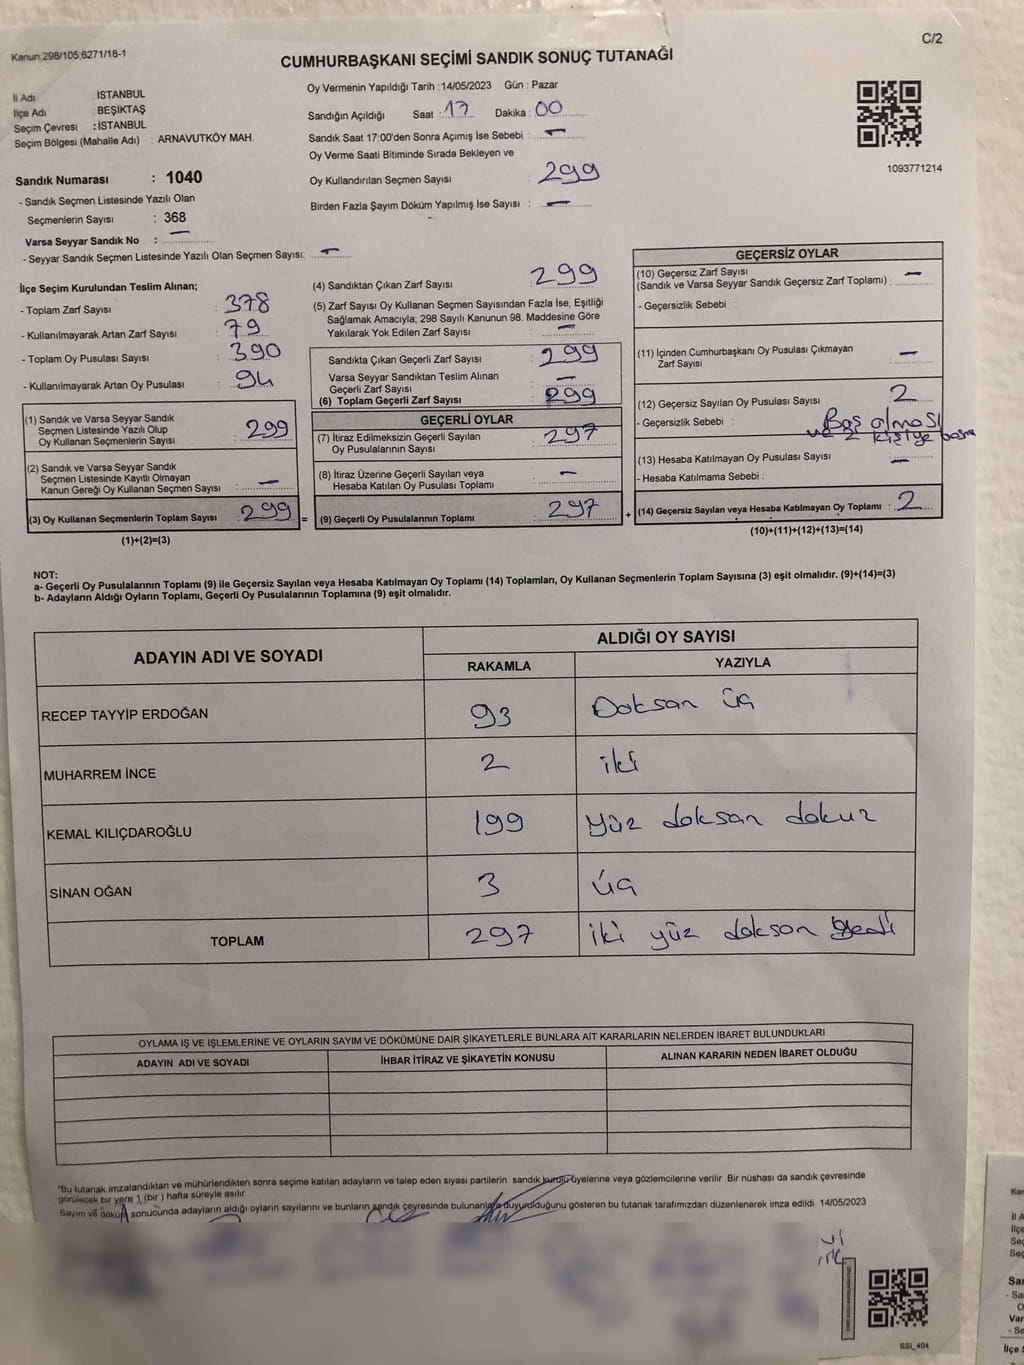 Kanun:298/105;6271/18-1
C/2
CUMHURBAŞKANI SEÇİMİ SANDIK SONUÇ TUTANAĞI
İl Adı : İSTANBUL
İlçe Adı : BEŞİKTAŞ
Seçim Çevresi : İSTANBUL
Seçim Bölgesi (Mahalle Adı) : ARNAVUTKÖY MAH.
Sandık Numarası : 1040
- Sandık Seçmen Listesinde Yazılı Olan
Seçmenlerin Sayısı : 368
Varsa Seyyar Sandık No : —
- Seyyar Sandık Seçmen Listesinde Yazılı Olan Seçmen Sayısı: —
Oy Vermenin Yapıldığı Tarih :14/05/2023 Gün : Pazar
Sandığın Açıldığı Saat : 17 Dakika : 00
Sandık Saat 17:00'den Sonra Açımış İse Sebebi : —
Oy Verme Saati Bitiminde Sırada Bekleyen ve
Oy Kullandırılan Seçmen Sayısı : 299
Birden Fazla Şayım Döküm Yapılmış İse Sayısı : —
1093771214
İlçe Seçim Kurulundan Teslim Alınan;
- Toplam Zarf Sayısı : 378
- Kullanılmayarak Artan Zarf Sayısı : 79
- Toplam Oy Pusulası Sayısı : 390
- Kullanılmayarak Artan Oy Pusulası : 94
(1) Sandık ve Varsa Seyyar Sandık
Seçmen Listesinde Yazılı Olup
Oy Kullanan Seçmenlerin Sayısı : 299
(2) Sandık ve Varsa Seyyar Sandık
Seçmen Listesinde Kayıtlı Olmayan
Kanun Gereği Oy Kullanan Seçmen Sayısı : —
(3) Oy Kullanan Seçmenlerin Toplam Sayısı : 299 =
(1)+(2)=(3)
(4) Sandıktan Çıkan Zarf Sayısı : 299
(5) Zarf Sayısı Oy Kullanan Seçmen Sayısından Fazla İse, Eşitliği
Sağlamak Amacıyla; 298 Sayılı Kanunun 98. Maddesine Göre
Yakılarak Yok Edilen Zarf Sayısı : —
Sandıkta Çıkan Geçerli Zarf Sayısı : 299
Varsa Seyyar Sandıktan Teslim Alınan
Geçerli Zarf Sayısı : —
(6) Toplam Geçerli Zarf Sayısı : 299
GEÇERLİ OYLAR
(7) İtiraz Edilmeksizin Geçerli Sayılan
Oy Pusulasının Sayısı : 297
(8) İtiraz Üzerine Geçerli Sayılan veya
Hesaba Katılan Oy Pusulası Toplamı : —
(9) Geçerli Oy Pusulalarının Toplamı : 297 +
GEÇERSİZ OYLAR
(10) Geçersiz Zarf Sayısı
(Sandık ve Varsa Seyyar Sandık Geçersiz Zarf Toplamı) : —
- Geçersizlik Sebebi :
(11) İçinden Cumhurbaşkanı Oy Pusulası Çıkmayan
Zarf Sayısı : —
(12) Geçersiz Sayılan Oy Pusulası Sayısı : 2
- Geçersizlik Sebebi : Boş olması
ve 2 kişiye basma
(13) Hesaba Katılmayan Oy Pusulası Sayısı : —
- Hesaba Katılmama Sebebi :
(14) Geçersiz Sayılan veya Hesaba Katılmayan Oy Toplamı : 2
(10)+(11)+(12)+(13)=(14)
NOT:
a- Geçerli Oy Pusulalarının Toplamı (9) ile Geçersiz Sayılan veya Hesaba Katılmayan Oy Toplamı (14) Toplamları, Oy Kullanan Seçmenlerin Toplam Sayısına (3) eşit olmalıdır. (9)+(14)=(3)
b- Adayların Aldığı Oyların Toplamı, Geçerli Oy Pusulalarının Toplamına (9) eşit olmalıdır.
ADAYIN ADI VE SOYADI
ALDIĞI OY SAYISI
RAKAMLA YAZIYLA
RECEP TAYYİP ERDOĞAN 93 Doksan üç
MUHARREM İNCE 2 iki
KEMAL KILIÇDAROĞLU 199 Yüz doksan dokuz
SİNAN OĞAN 3 üç
TOPLAM 297 iki yüz doksan yedi
OYLAMA İŞ VE İŞLEMLERİNE VE OYLARIN SAYIM VE DÖKÜMÜNE DAİR ŞİKAYETLERLE BUNLARA AİT KARARLARIN NELERDEN İBARET BULUNDUKLARI
ADAYIN ADI VE SOYADI İHBAR İTİRAZ VE ŞİKAYETİN KONUSU ALINAN KARARIN NEDEN İBARET OLDUĞU
*Bu tutanak imzalandıktan ve mühürlendikten sonra seçime katılan adayların ve talep eden siyasi partilerin sandık kurulu üyelerine veya gözlemcilerine verilir. Bir nüshası da sandık çevresinde
görülecek bir yere 1 (bir) hafta süreyle asılır.
Sayım ve döküm sonucunda adayların aldığı oyların sayılarını ve bunların sandık çevresinde bulunanlara duyurulduğunu gösteren bu tutanak tarafımızdan düzenlenerek imza edildi. 14/05/2023
BSI_404
Kan
İl A
İlçe
Seç
Seç
San
- Sa
Var
- Se
İlçe S